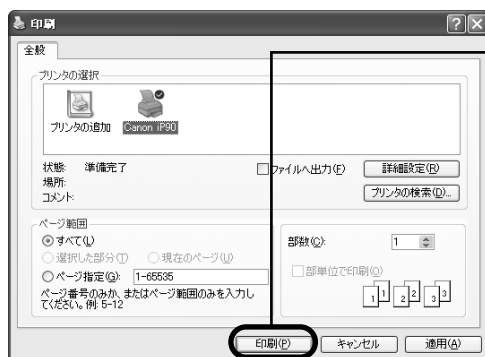 印刷
全般
プリンタの選択
プリンタの追加
Canon iP90
状態: 準備完了
場所:
コメント:
ファイルへ出力(F)
詳細設定(R)
プリンタの検索(D)...
ページ範囲
すべて(L)
選択した部分(T) 現在のページ(U)
ページ指定(G): 1-65535
ページ番号のみか、またはページ範囲のみを入力し
てください。例: 5-12
部数(C): 1
部単位で印刷(O)
1 1 2 2 3 3
印刷(P) キャンセル 適用(A)